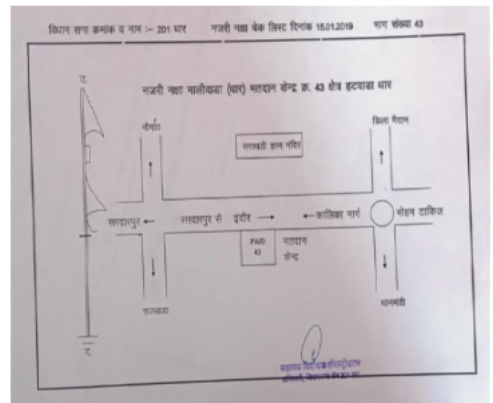 विधान सभा क्रमांक व नाम :- 201 धार नजरी नक्षा चेक लिस्ट दिनांक 15.01.2019 भाग संख्या 43
उ.
नजरी नक्षा मालीवाडा (धार) मतदान केन्द्र क्र. 43 क्षेत्र हटवाडा धार
नौगांव
किला मैदान
सरस्वती ज्ञान मंदिर
सरदारपुर
सरदारपुर से इंदौर
कालिका मार्ग
मोहन टाकिज
PWD
43
मतदान
केन्द्र
राजवाडा
धानमंडी
द.